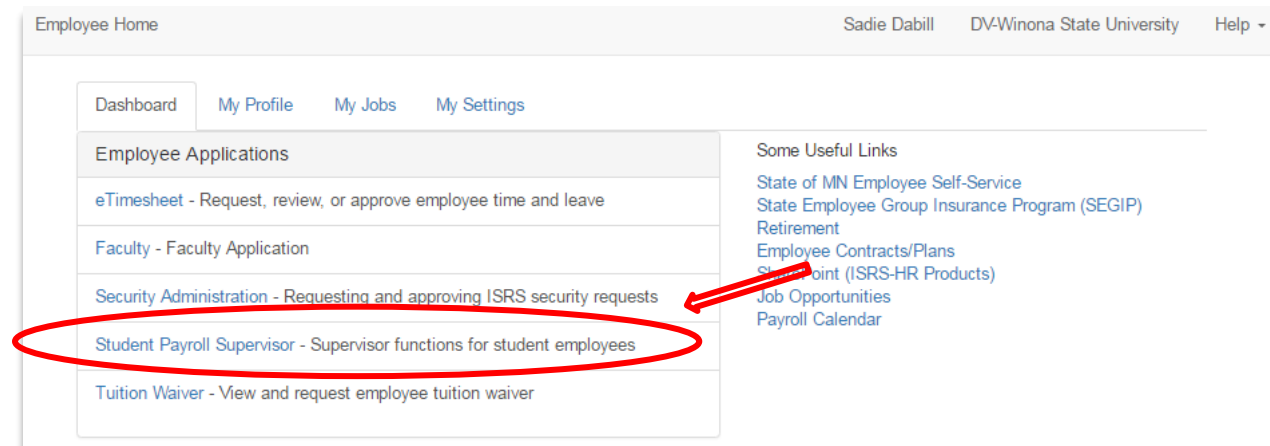 Employee Home Sadie Dabill DV-Winona State University Help
Dashboard My Profile My Jobs My Settings
Employee Applications
eTimesheet - Request, review, or approve employee time and leave
Faculty - Faculty Application
Security Administration - Requesting and approving ISRS security requests
Student Payroll Supervisor - Supervisor functions for student employees
Tuition Waiver - View and request employee tuition waiver
Some Useful Links
State of MN Employee Self-Service
State Employee Group Insurance Program (SEGIP)
Retirement
Employee Contracts/Plans
SharePoint (ISRS-HR Products)
Job Opportunities
Payroll Calendar